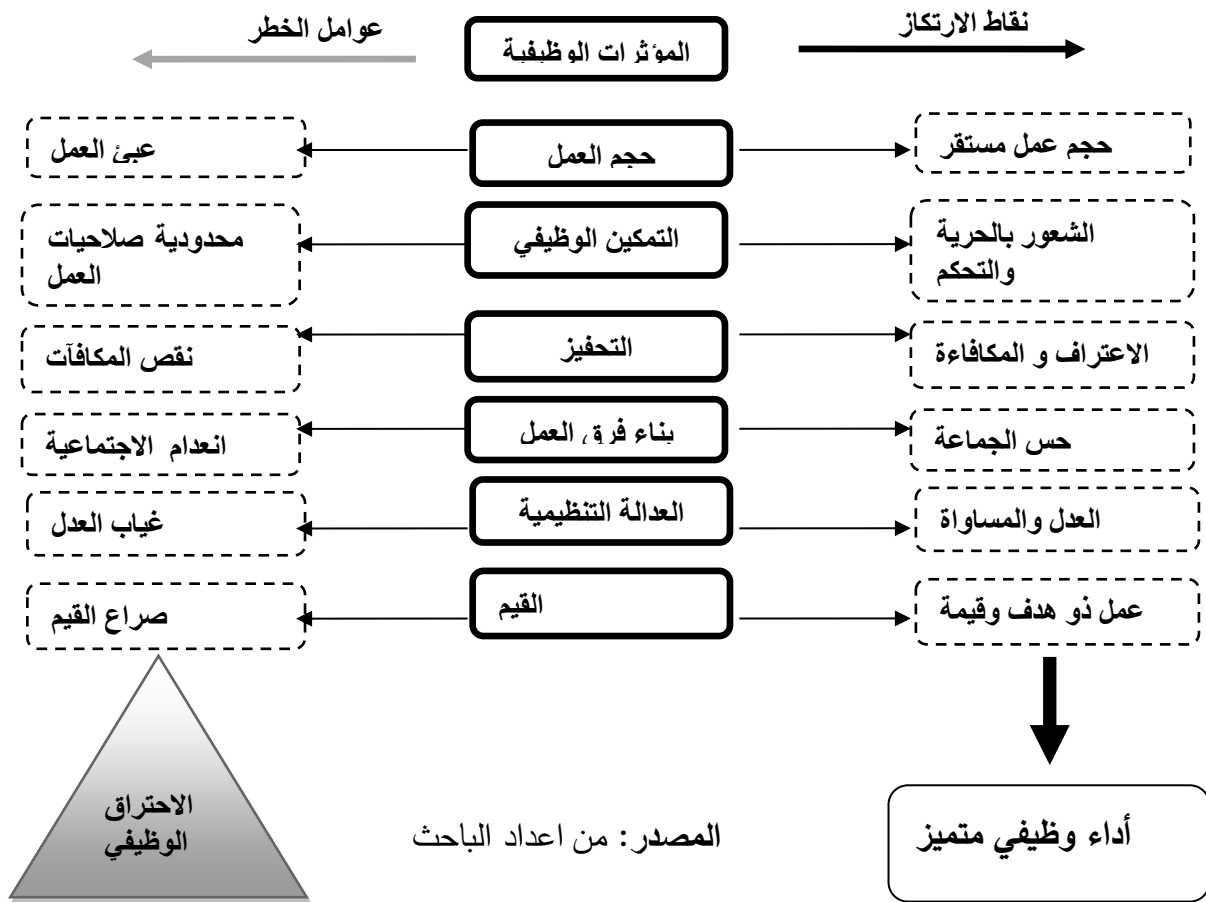 نقاط الارتكاز
المؤثرات الوظيفية
عوامل الخطر
حجم عمل مستقر
حجم العمل
عبئ العمل
الشعور بالحرية
والتحكم
التمكين الوظيفي
محدودية صلاحيات
العمل
الاعتراف و المكافاءة
التحفيز
نقص المكافآت
حس الجماعة
بناء فرق العمل
انعدام الاجتماعية
العدل والمساواة
العدالة التنظيمية
غياب العدل
عمل ذو هدف وقيمة
القيم
صراع القيم
أداء وظيفي متميز
المصدر: من اعداد الباحث
الاحتراق
الوظيفي